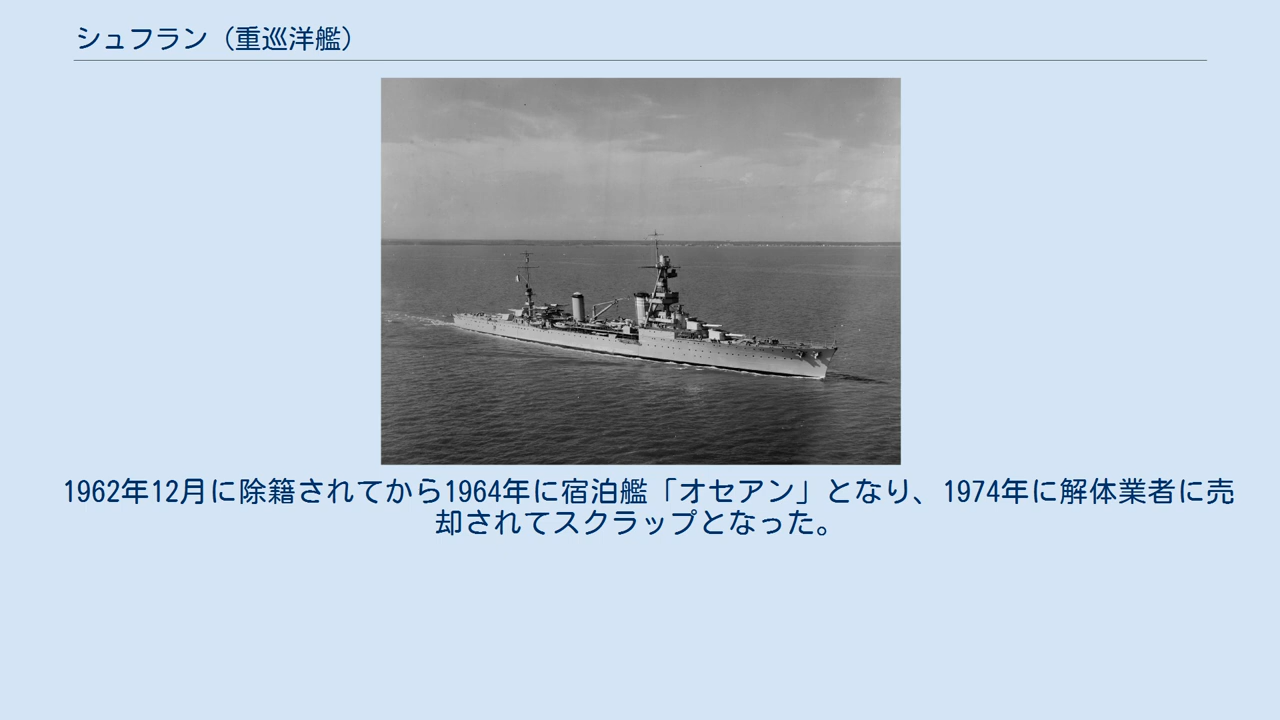 シュフラン（重巡洋艦）
1962年12月に除籍されてから1964年に宿泊艦「オセアン」となり、1974年に解体業者に売
却されてスクラップとなった。